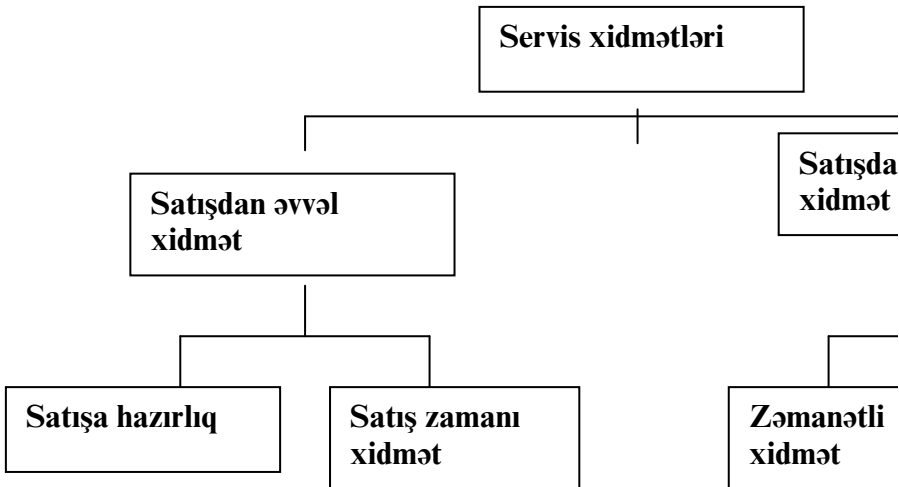 Servis xidmətləri
Satışdan əvvəl
xidmət
Satışda
xidmət
Satışa hazırlıq
Satış zamanı
xidmət
Zəmanətli
xidmət